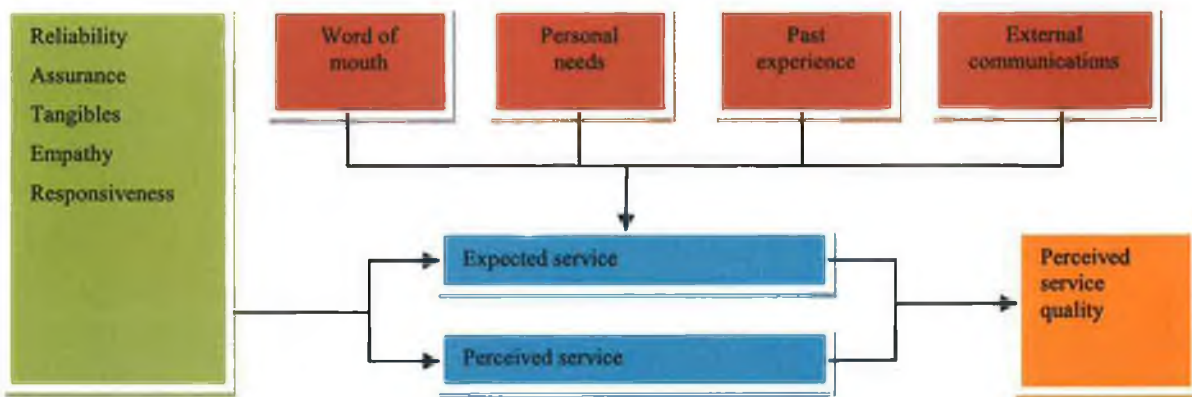 Reliability
Assurance
Tangibles
Empathy
Responsiveness
Word of
mouth
Personal
needs
Past
experience
External
communications
Expected service
Perceived service
Perceived
service
quality